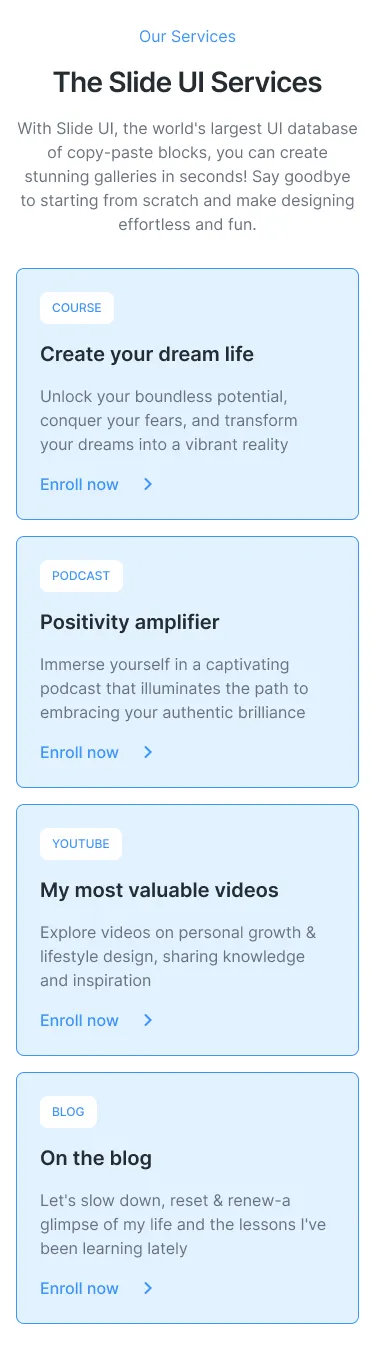 Our Services
The Slide UI Services
With Slide UI, the world's largest UI database
of copy-paste blocks, you can create
stunning galleries in seconds! Say goodbye
to starting from scratch and make designing
effortless and fun.
COURSE
Create your dream life
Unlock your boundless potential,
conquer your fears, and transform
your dreams into a vibrant reality
Enroll now
PODCAST
Positivity amplifier
Immerse yourself in a captivating
podcast that illuminates the path to
embracing your authentic brilliance
Enroll now
YOUTUBE
My most valuable videos
Explore videos on personal growth &
lifestyle design, sharing knowledge
and inspiration
Enroll now
BLOG
On the blog
Let's slow down, reset & renew-a
glimpse of my life and the lessons I've
been learning lately
Enroll now